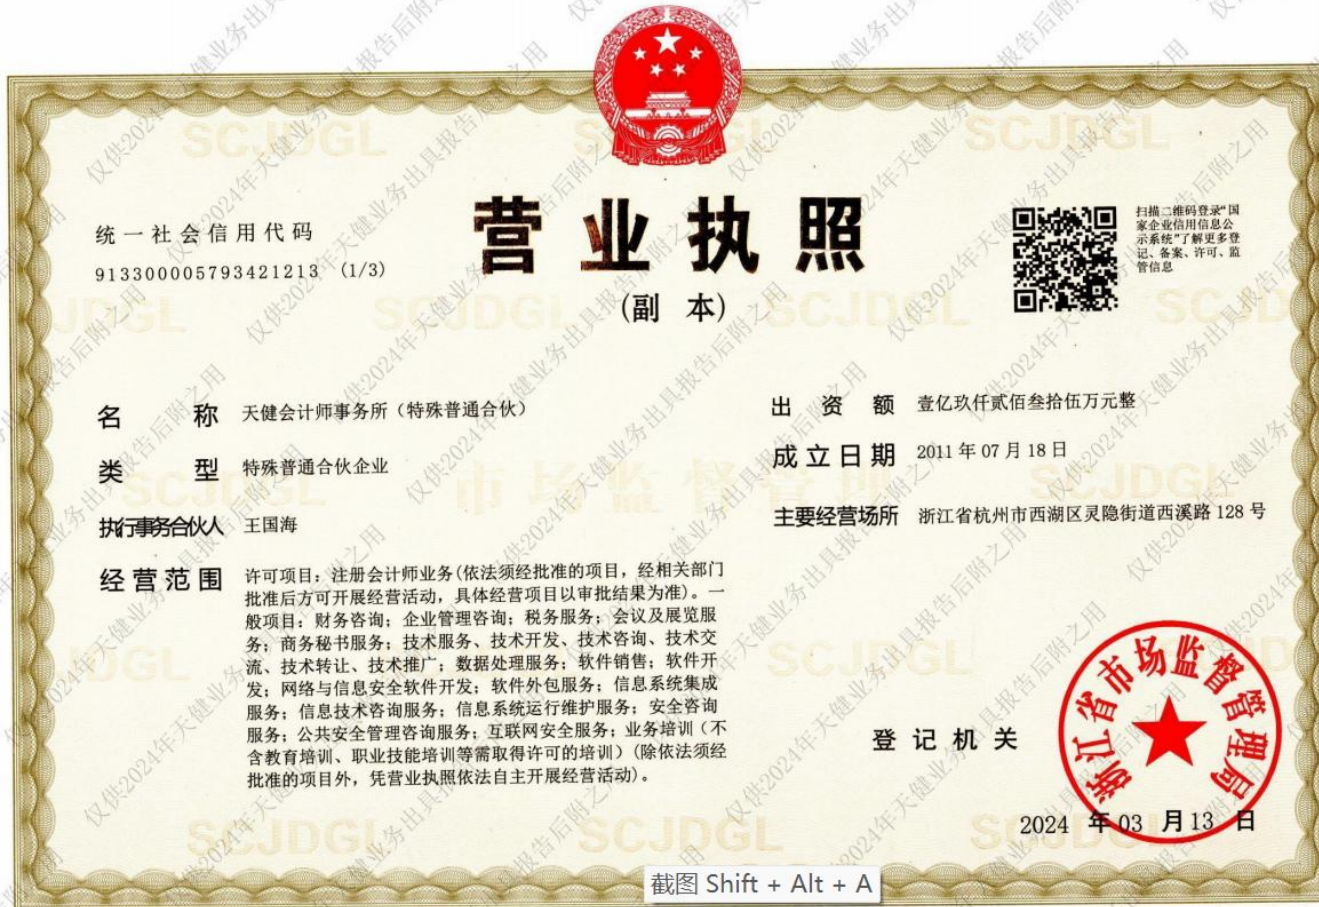 营业执照
(副 本)
统一社会信用代码
913300005793421213 (1/3)
扫描二维码登录“国
家企业信用信息公
示系统”了解更多登
记、备案、许可、监
管信息
名 称 天健会计师事务所（特殊普通合伙）
类 型 特殊普通合伙企业
执行事务合伙人 王国海
经营范围 许可项目：注册会计师业务(依法须经批准的项目，经相关部门
批准后方可开展经营活动，具体经营项目以审批结果为准)。一
般项目：财务咨询；企业管理咨询；税务服务；会议及展览服
务；商务秘书服务；技术服务、技术开发、技术咨询、技术交
流、技术转让、技术推广；数据处理服务；软件销售；软件开
发；网络与信息安全软件开发；软件外包服务；信息系统集成
服务；信息技术咨询服务；信息系统运行维护服务；安全咨询
服务；公共安全管理咨询服务；互联网安全服务；业务培训（不
含教育培训、职业技能培训等需取得许可的培训）(除依法须经
批准的项目外，凭营业执照依法自主开展经营活动)。
出 资 额 壹亿玖仟贰佰叁拾伍万元整
成立日期 2011 年 07 月 18 日
主要经营场所 浙江省杭州市西湖区灵隐街道西溪路 128 号
登记机关
浙江省市场监督管理局
2024 年 03 月 13 日
仅供2024年天健业务出具报告后附之用
SCJDGL
市场监督管理
截图 Shift + Alt + A